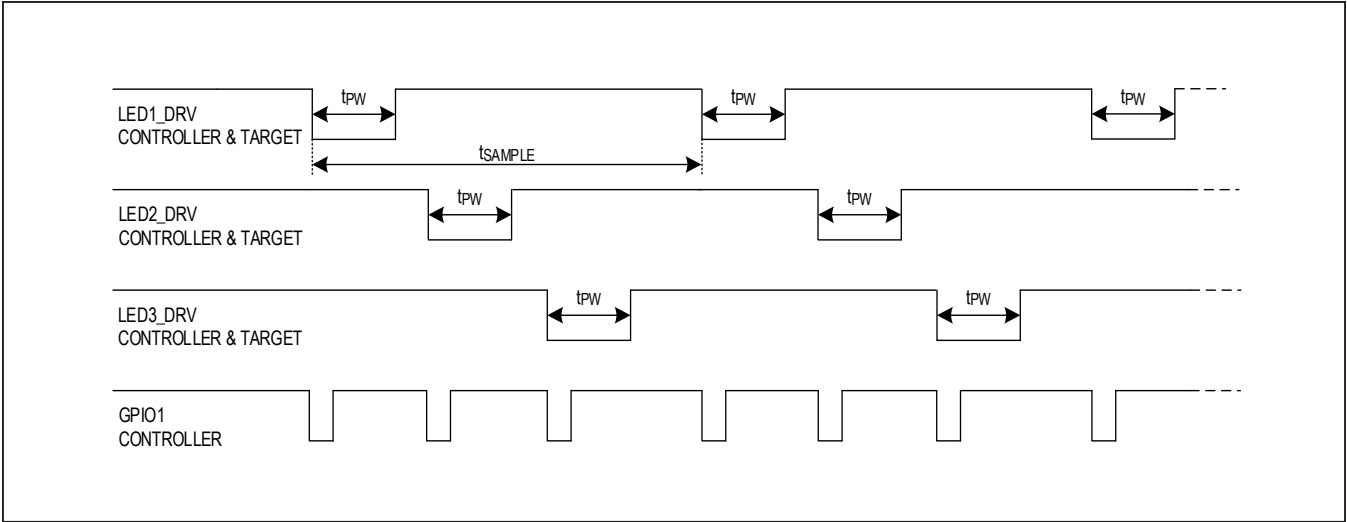 tPW
tPW
tPW
LED1_DRV
CONTROLLER & TARGET
tSAMPLE
tPW
tPW
LED2_DRV
CONTROLLER & TARGET
tPW
tPW
LED3_DRV
CONTROLLER & TARGET
GPIO1
CONTROLLER